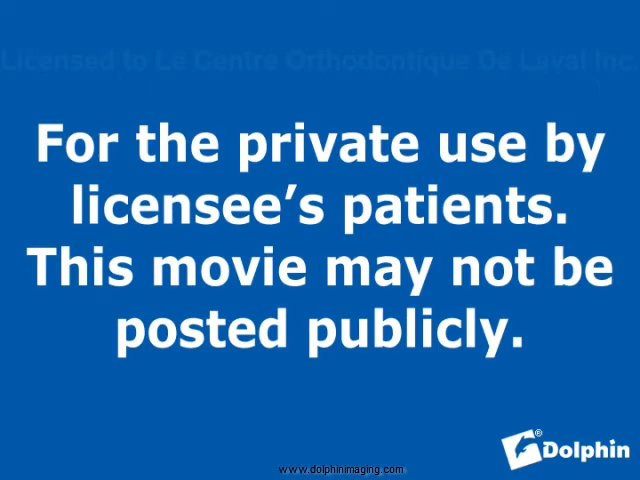 Licensed to Le Centre Orthodontique De Laval Inc.
For the private use by
licensee’s patients.
This movie may not be
posted publicly.
®
Dolphin
www.dolphinimaging.com